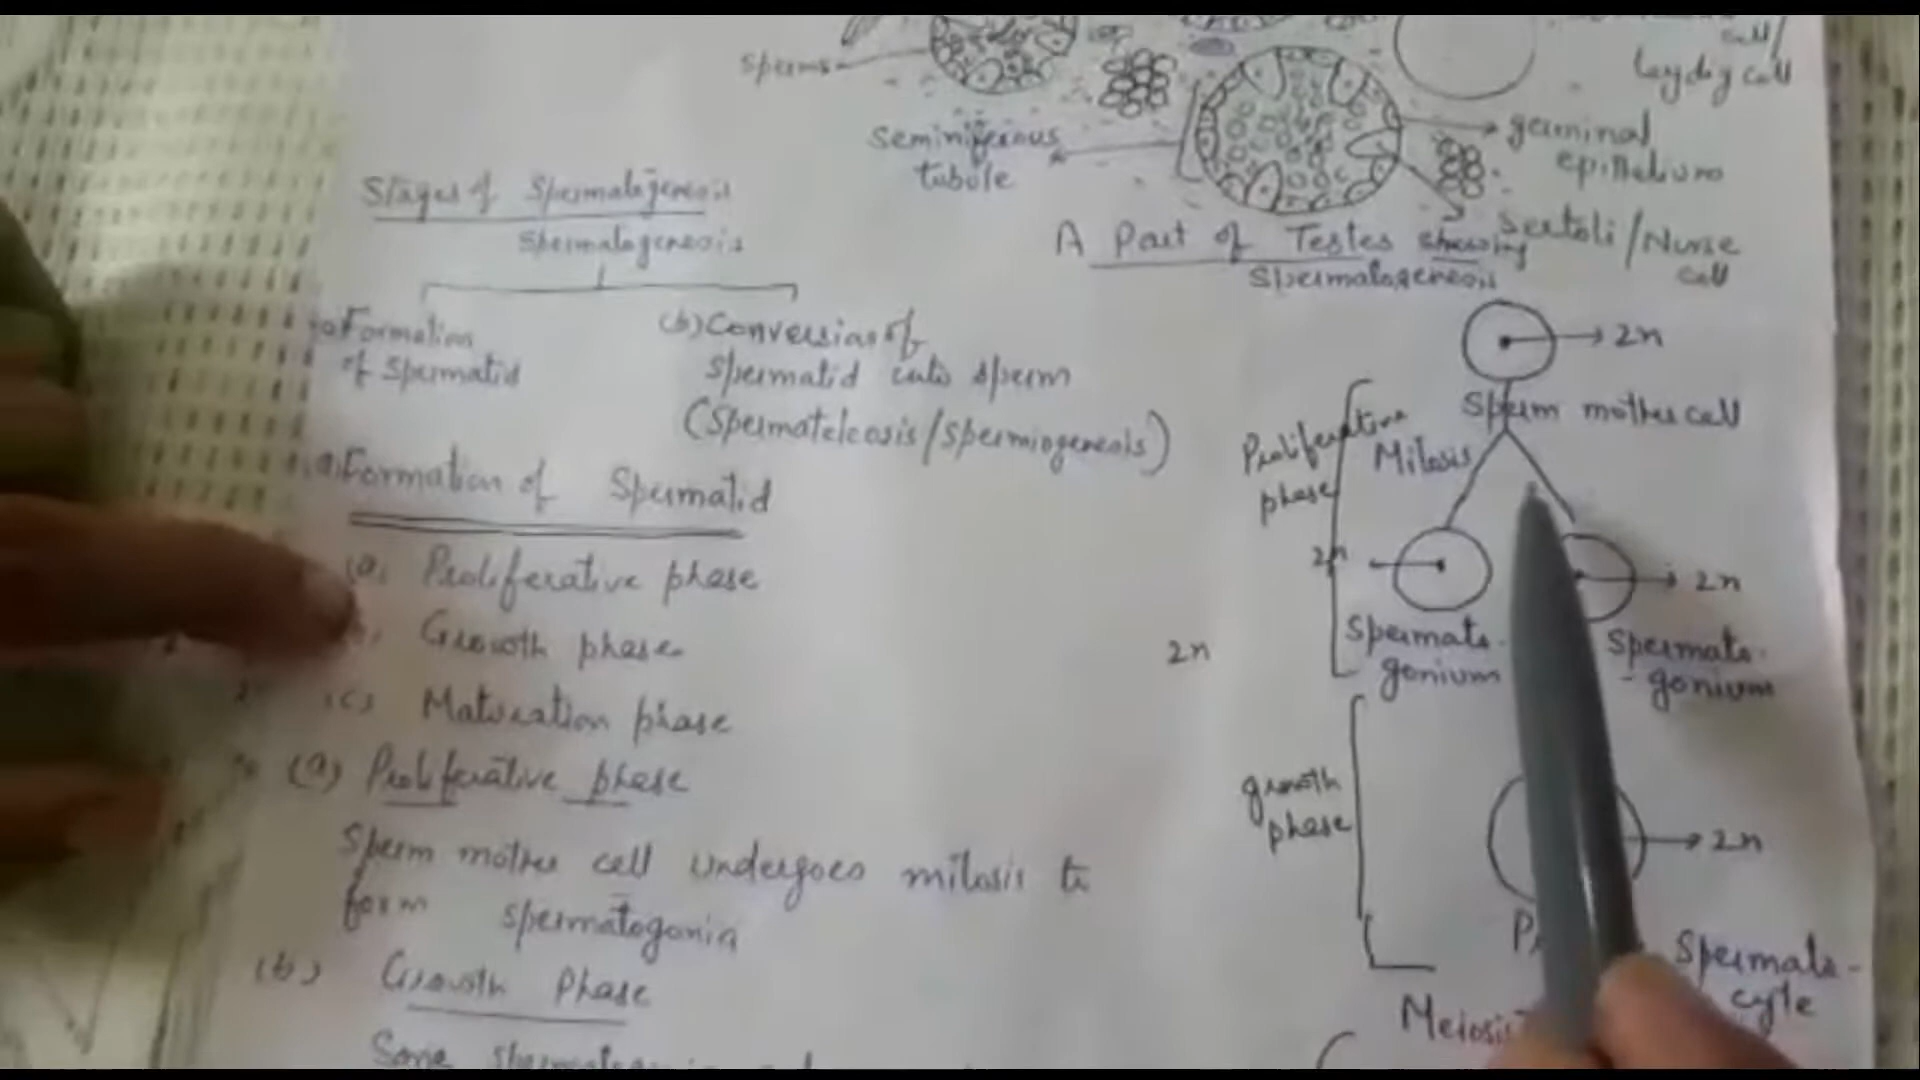 cell/
Leydig cell
Sperms
Seminiferous
tubule
germinal
epithelium
Sertoli/Nurse
cell
A Part of Testes showing
Spermatogenesis
Stages of Spermatogenesis
Spermatogenesis
(a) Formation
of Spermatid
(b) Conversion of
Spermatid into sperm
(Spermateleosis/Spermiogenesis)
(a) Formation of Spermatid
(a) Proliferative phase
Growth phase
(c) Maturation phase
(a) Proliferative phase
Sperm mother cell undergoes mitosis to
form spermatogonia
(b) Growth Phase
Some
2n
Sperm mother cell
Proliferative
phase
Mitosis
2n
2n
Spermato-
gonium
Spermato-
-gonium
2n
growth
phase
2n
Spermato-
cyte
Meiosis